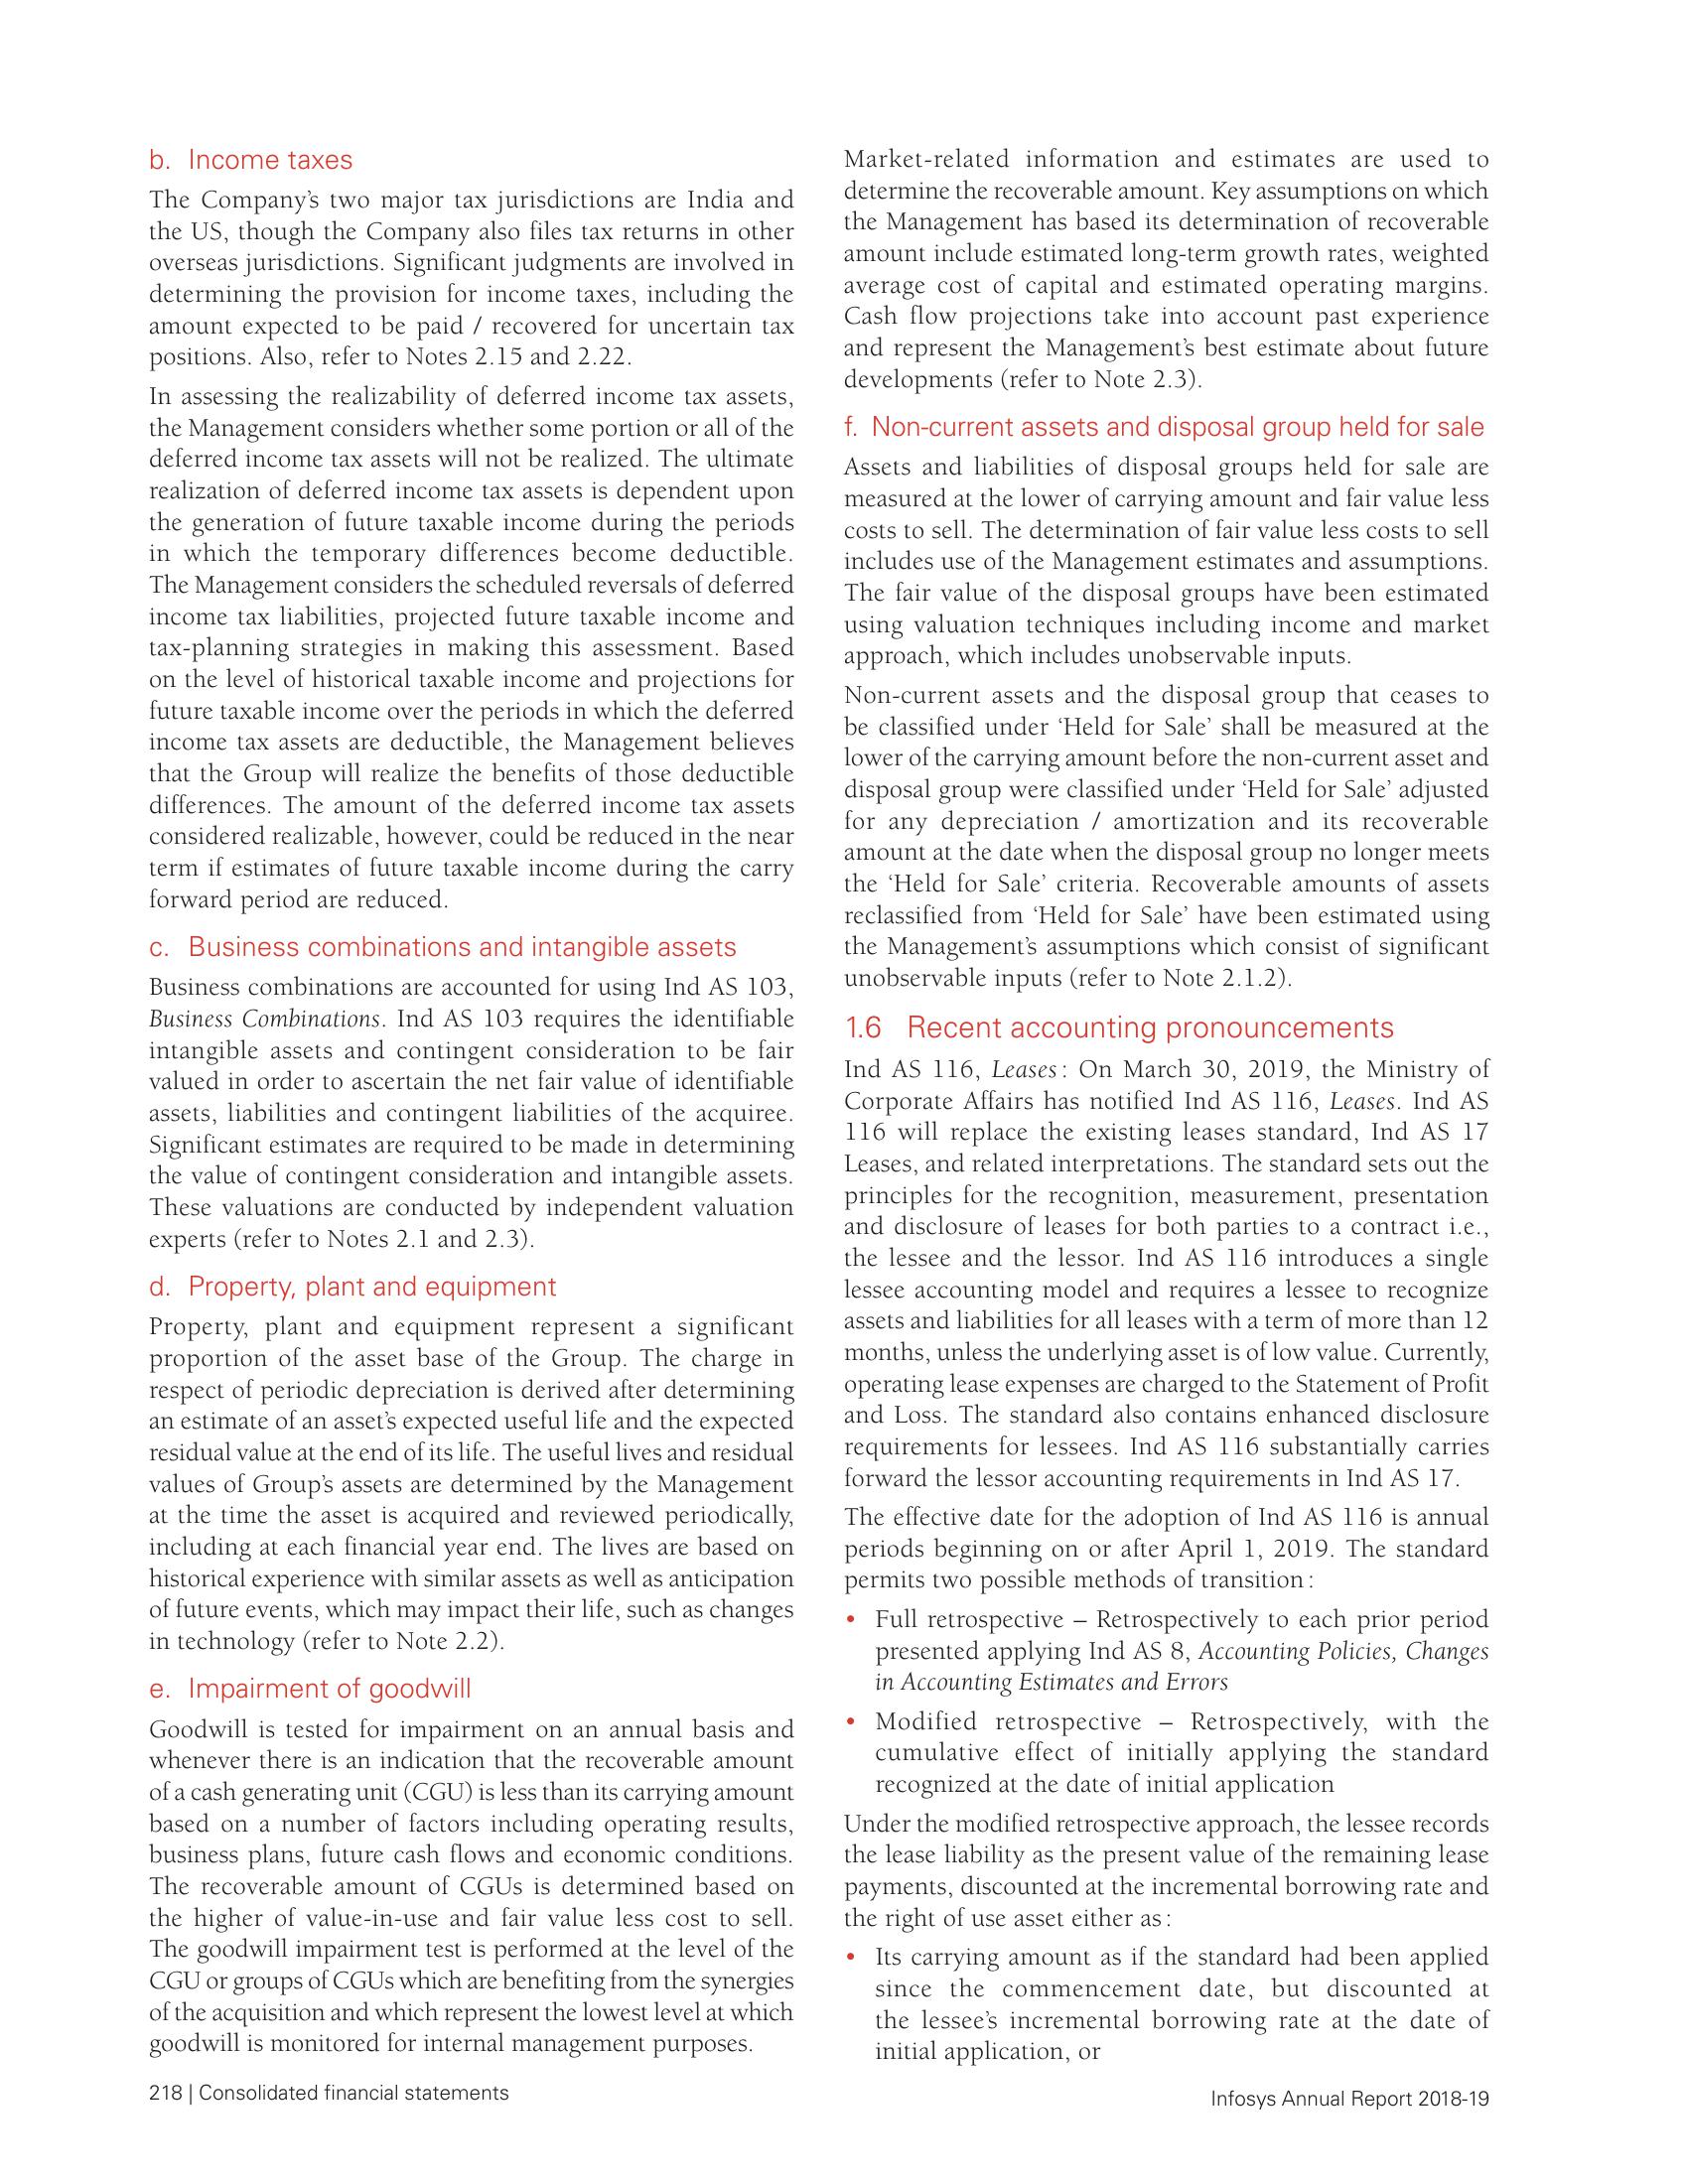 b. Income taxes
The Company's two major tax jurisdictions are India and
the US, though the Company also files tax returns in other
overseas jurisdictions. Significant judgments are involved in
determining the provision for income taxes, including the
amount expected to be paid / recovered for uncertain tax
positions. Also, refer to Notes 2.15 and 2.22.
In assessing the realizability of deferred income tax assets,
the Management considers whether some portion or all of the
deferred income tax assets will not be realized. The ultimate
realization of deferred income tax assets is dependent upon
the generation of future taxable income during the periods
in which the temporary differences become deductible.
The Management considers the scheduled reversals of deferred
income tax liabilities, projected future taxable income and
tax-planning strategies in making this assessment. Based
on the level of historical taxable income and projections for
future taxable income over the periods in which the deferred
income tax assets are deductible, the Management believes
that the Group will realize the benefits of those deductible
differences. The amount of the deferred income tax assets
considered realizable, however, could be reduced in the near
term if estimates of future taxable income during the carry
forward period are reduced.
c. Business combinations and intangible assets
Business combinations are accounted for using Ind AS 103,
Business Combinations. Ind AS 103 requires the identifiable
intangible assets and contingent consideration to be fair
valued in order to ascertain the net fair value of identifiable
assets, liabilities and contingent liabilities of the acquiree.
Significant estimates are required to be made in determining
the value of contingent consideration and intangible assets.
These valuations are conducted by independent valuation
experts (refer to Notes 2.1 and 2.3).
d. Property, plant and equipment
Property, plant and equipment represent a significant
proportion of the asset base of the Group. The charge in
respect of periodic depreciation is derived after determining
an estimate of an asset's expected useful life and the expected
residual value at the end of its life. The useful lives and residual
values of Group's assets are determined by the Management
at the time the asset is acquired and reviewed periodically,
including at each financial year end. The lives are based on
historical experience with similar assets as well as anticipation
of future events, which may impact their life, such as changes
in technology (refer to Note 2.2).
e. Impairment of goodwill
Goodwill is tested for impairment on an annual basis and
whenever there is an indication that the recoverable amount
of a cash generating unit (CGU) is less than its carrying amount
based on a number of factors including operating results,
business plans, future cash flows and economic conditions.
The recoverable amount of CGUs is determined based on
the higher of value-in-use and fair value less cost to sell.
The goodwill impairment test is performed at the level of the
CGU or groups of CGUs which are benefiting from the synergies
of the acquisition and which represent the lowest level at which
goodwill is monitored for internal management purposes.
Market-related information and estimates are used to
determine the recoverable amount. Key assumptions on which
the Management has based its determination of recoverable
amount include estimated long-term growth rates, weighted
average cost of capital and estimated operating margins.
Cash flow projections take into account past experience
and represent the Management's best estimate about future
developments (refer to Note 2.3).
f. Non-current assets and disposal group held for sale
Assets and liabilities of disposal groups held for sale are
measured at the lower of carrying amount and fair value less
costs to sell. The determination of fair value less costs to sell
includes use of the Management estimates and assumptions.
The fair value of the disposal groups have been estimated
using valuation techniques including income and market
approach, which includes unobservable inputs.
Non-current assets and the disposal group that ceases to
be classified under 'Held for Sale' shall be measured at the
lower of the carrying amount before the non-current asset and
disposal group were classified under 'Held for Sale' adjusted
for any depreciation / amortization and its recoverable
amount at the date when the disposal group no longer meets
the 'Held for Sale' criteria. Recoverable amounts of assets
reclassified from 'Held for Sale' have been estimated using
the Management's assumptions which consist of significant
unobservable inputs (refer to Note 2.1.2).
1.6 Recent accounting pronouncements
Ind AS 116, Leases: On March 30, 2019, the Ministry of
Corporate Affairs has notified Ind AS 116, Leases. Ind AS
116 will replace the existing leases standard, Ind AS 17
Leases, and related interpretations. The standard sets out the
principles for the recognition, measurement, presentation
and disclosure of leases for both parties to a contract i.e.,
the lessee and the lessor. Ind AS 116 introduces a single
lessee accounting model and requires a lessee to recognize
assets and liabilities for all leases with a term of more than 12
months, unless the underlying asset is of low value. Currently,
operating lease expenses are charged to the Statement of Profit
and Loss. The standard also contains enhanced disclosure
requirements for lessees. Ind AS 116 substantially carries
forward the lessor accounting requirements in Ind AS 17.
The effective date for the adoption of Ind AS 116 is annual
periods beginning on or after April 1, 2019. The standard
permits two possible methods of transition:
• Full retrospective – Retrospectively to each prior period
presented applying Ind AS 8, Accounting Policies, Changes
in Accounting Estimates and Errors
• Modified retrospective – Retrospectively, with the
cumulative effect of initially applying the standard
recognized at the date of initial application
Under the modified retrospective approach, the lessee records
the lease liability as the present value of the remaining lease
payments, discounted at the incremental borrowing rate and
the right of use asset either as:
• Its carrying amount as if the standard had been applied
since the commencement date, but discounted at
the lessee's incremental borrowing rate at the date of
initial application, or
218 | Consolidated financial statements
Infosys Annual Report 2018-19